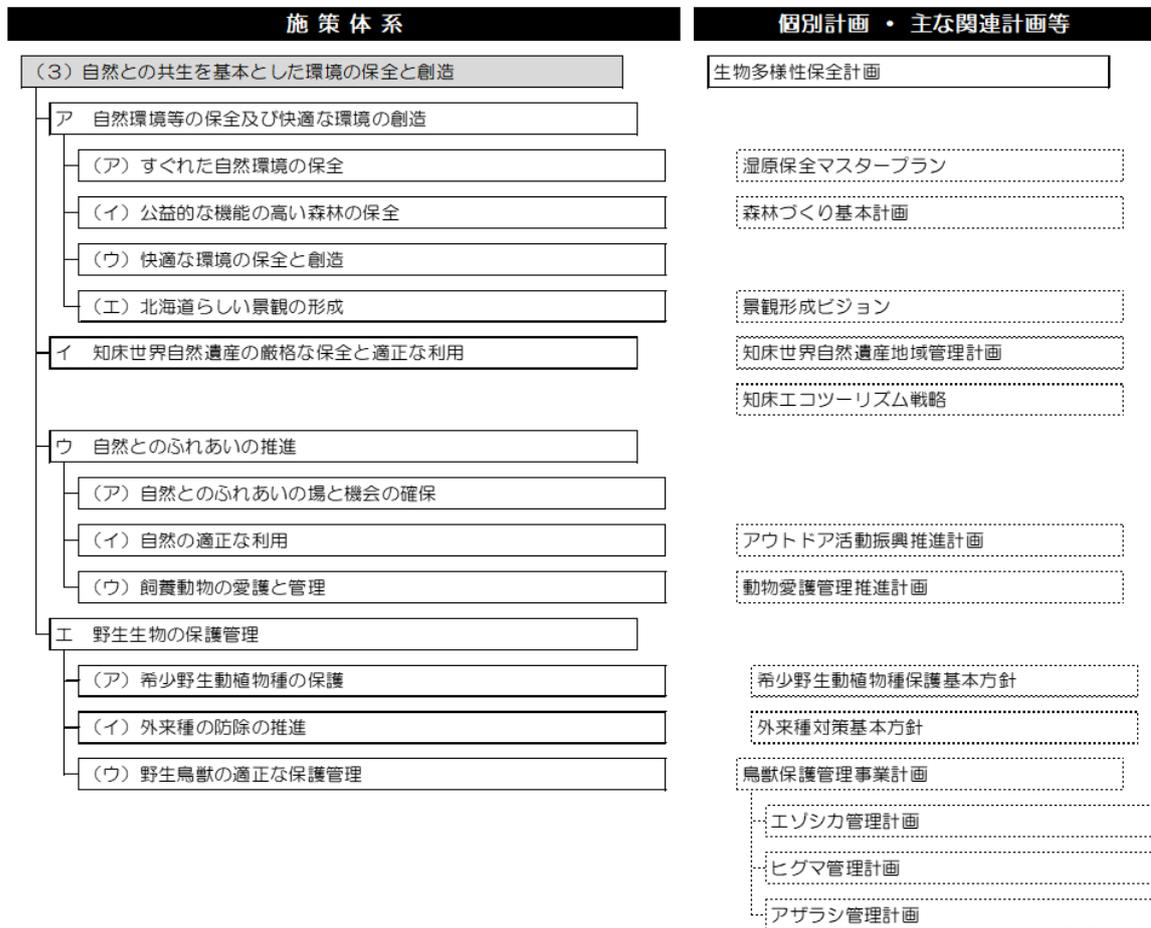 施策体系 個別計画 ・ 主な関連計画等
（3）自然との共生を基本とした環境の保全と創造 生物多様性保全計画
ア 自然環境等の保全及び快適な環境の創造
（ア）すぐれた自然環境の保全 湿原保全マスタープラン
（イ）公益的な機能の高い森林の保全 森林づくり基本計画
（ウ）快適な環境の保全と創造
（エ）北海道らしい景観の形成 景観形成ビジョン
イ 知床世界自然遺産の厳格な保全と適正な利用 知床世界自然遺産地域管理計画
知床エコツーリズム戦略
ウ 自然とのふれあいの推進
（ア）自然とのふれあいの場と機会の確保
（イ）自然の適正な利用 アウトドア活動振興推進計画
（ウ）飼養動物の愛護と管理 動物愛護管理推進計画
エ 野生生物の保護管理
（ア）希少野生動植物種の保護 希少野生動植物種保護基本方針
（イ）外来種の防除の推進 外来種対策基本方針
（ウ）野生鳥獣の適正な保護管理 鳥獣保護管理事業計画
エゾシカ管理計画
ヒグマ管理計画
アザラシ管理計画